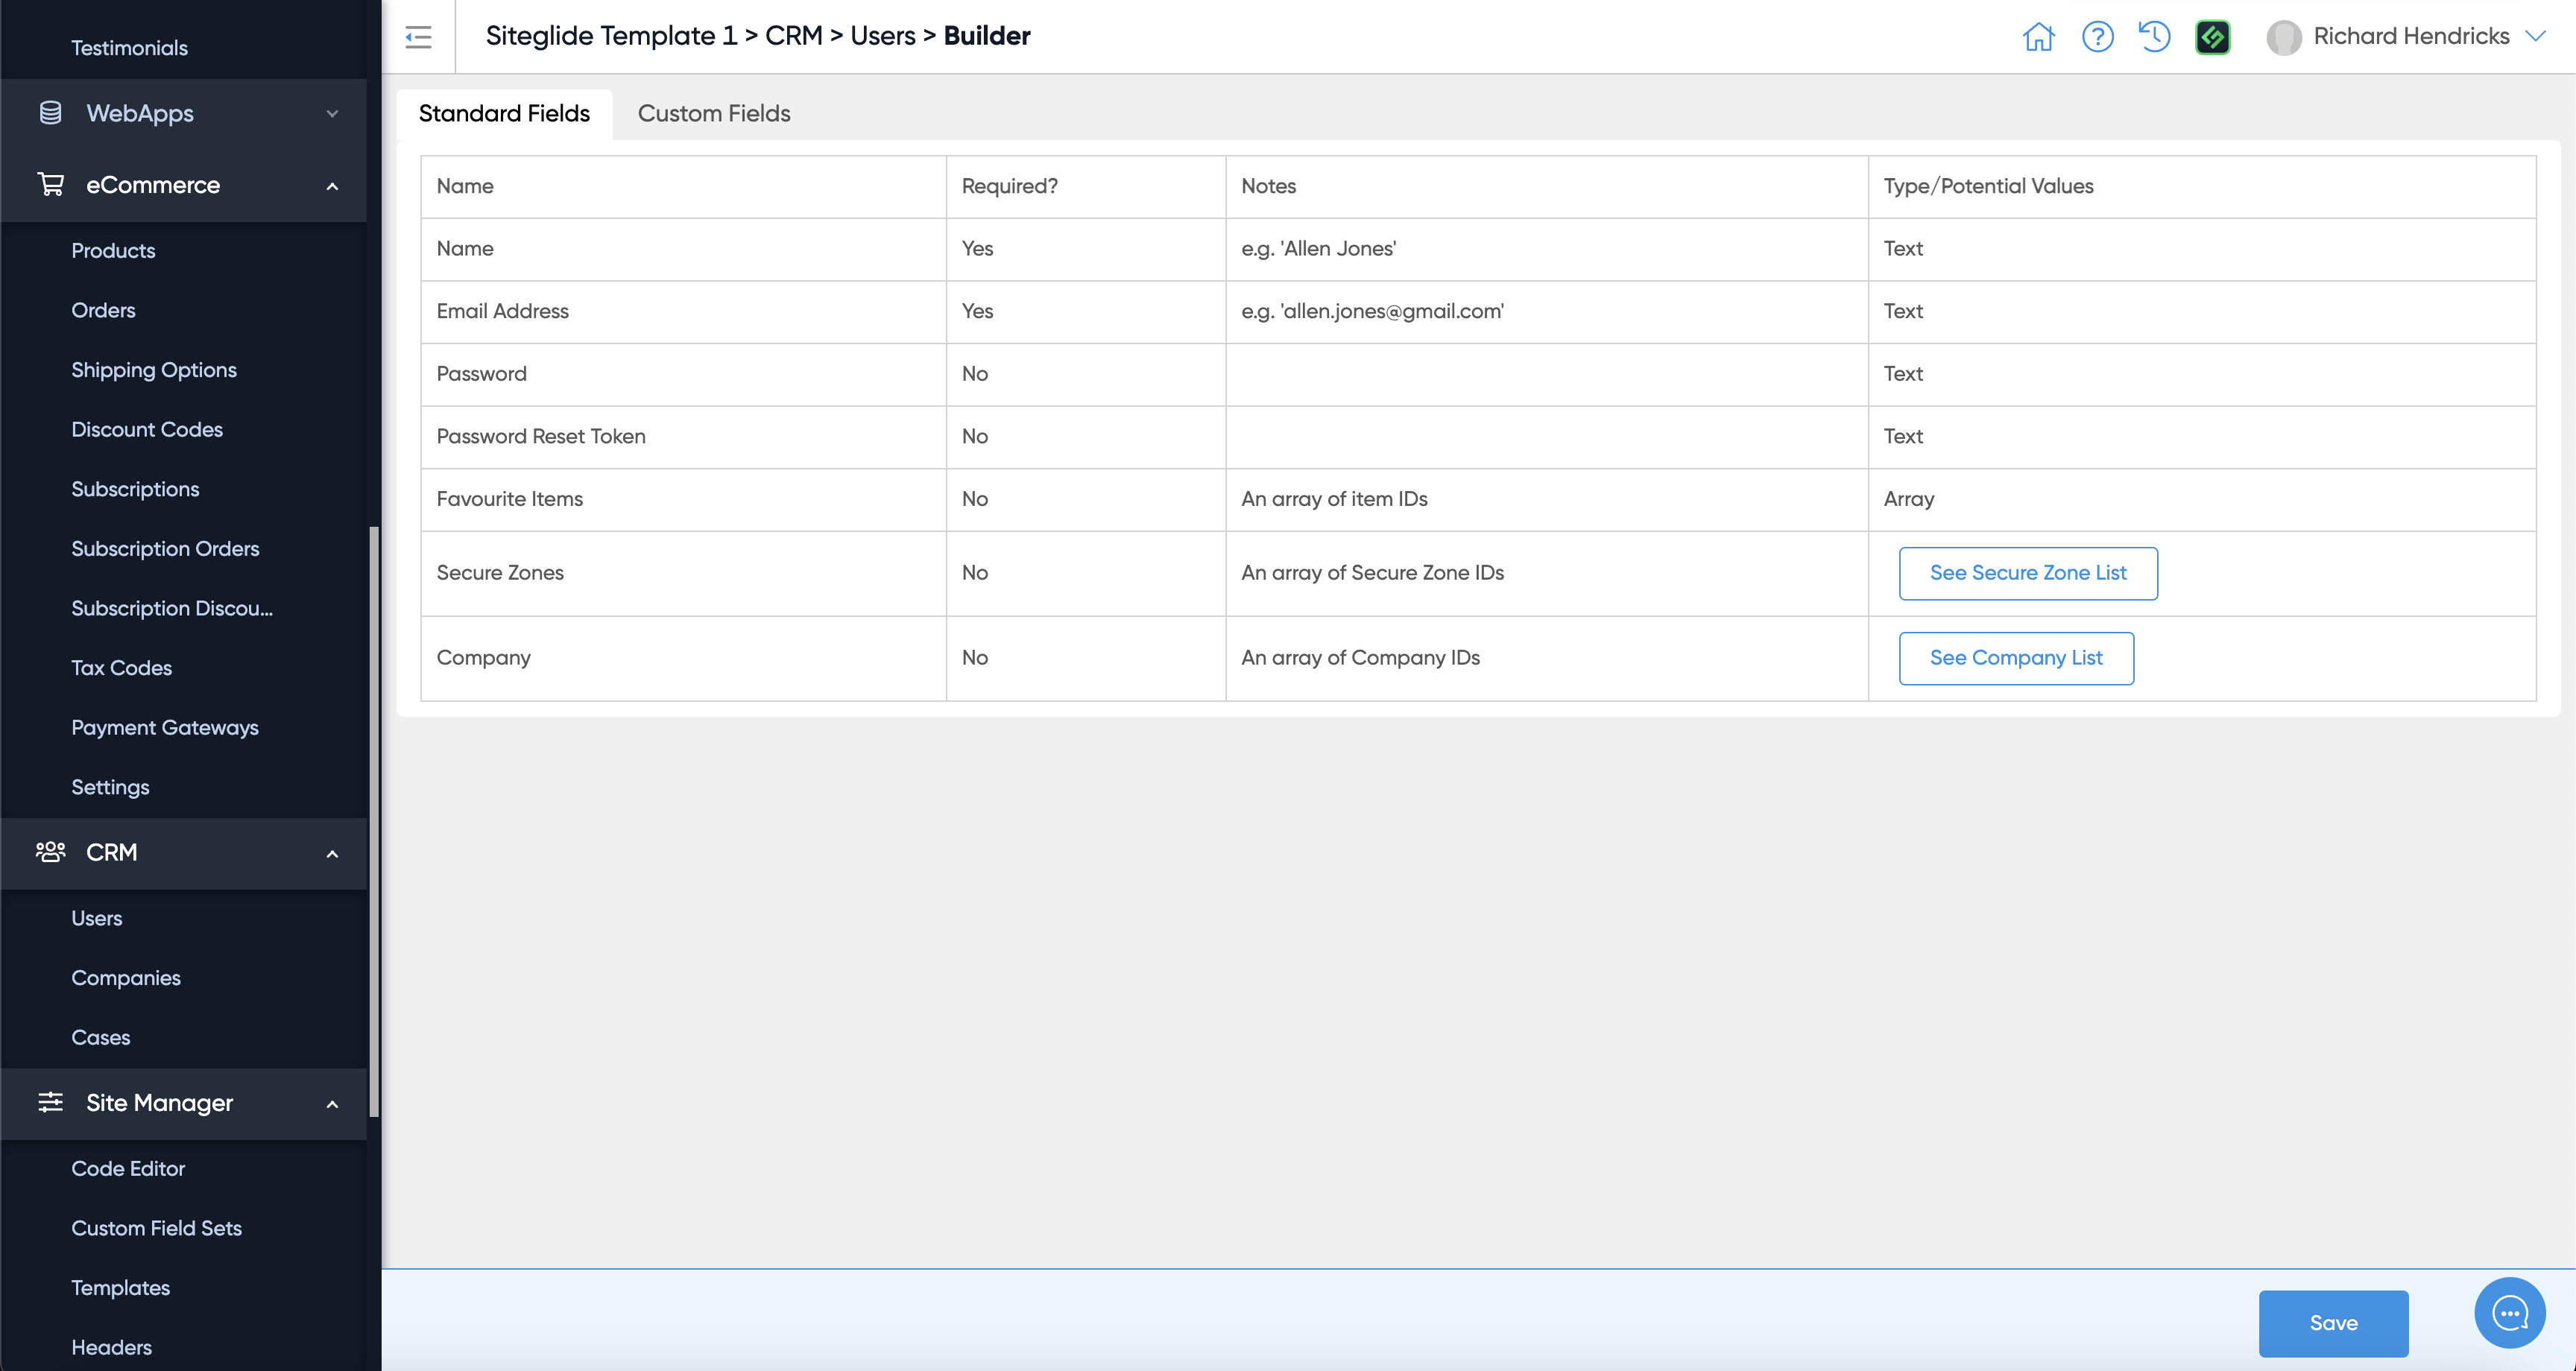 Testimonials
WebApps
eCommerce
Products
Orders
Shipping Options
Discount Codes
Subscriptions
Subscription Orders
Subscription Discou...
Tax Codes
Payment Gateways
Settings
CRM
Users
Companies
Cases
Site Manager
Code Editor
Custom Field Sets
Templates
Headers
Siteglide Template 1 > CRM > Users > Builder
Richard Hendricks
Standard Fields Custom Fields
Name Required? Notes Type/Potential Values
Name Yes e.g. 'Allen Jones' Text
Email Address Yes e.g. 'allen.jones@gmail.com' Text
Password No Text
Password Reset Token No Text
Favourite Items No An array of item IDs Array
Secure Zones No An array of Secure Zone IDs See Secure Zone List
Company No An array of Company IDs See Company List
Save